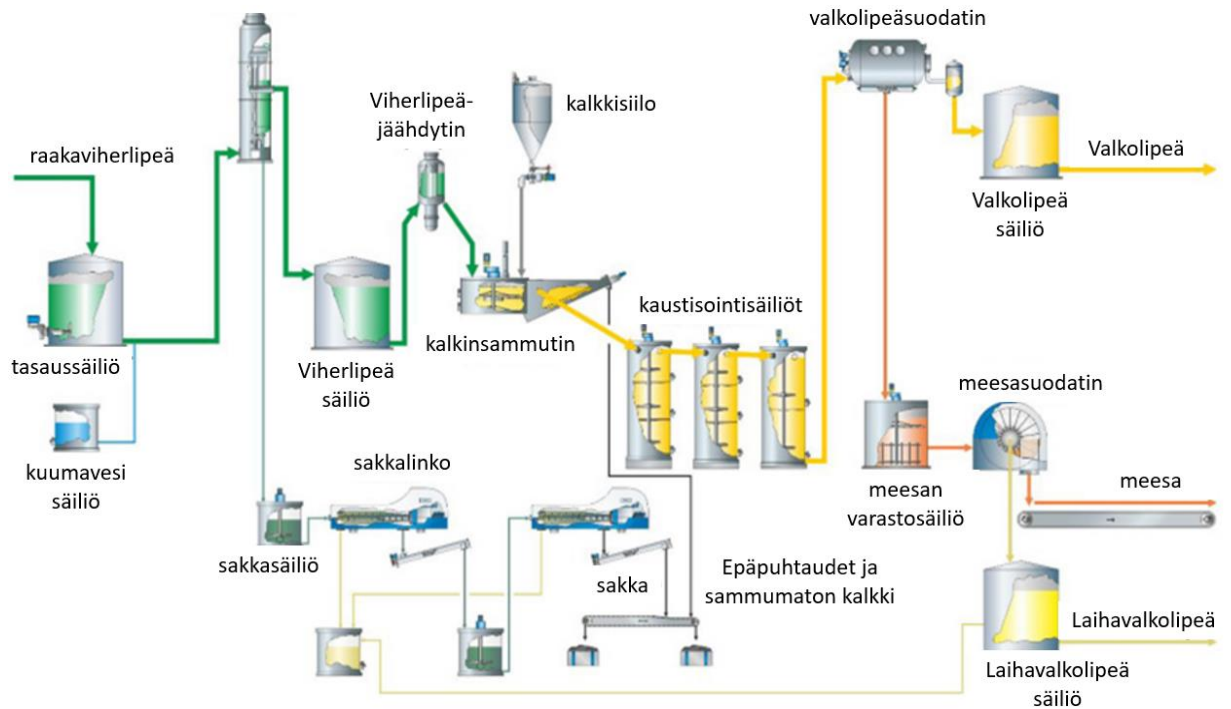 valkolipeäsuodatin
Viherlipeä-
jäähdytin
kalkkisiilo
raakaviherlipeä
Valkolipeä
Valkolipeä
säiliö
kaustisointisäiliöt
kalkinsammutin
tasaussäiliö
Viherlipeä
säiliö
meesasuodatin
kuumavesi
säiliö
sakkalinko
meesan
varastosäiliö
meesa
sakkasäiliö
sakka
Epäpuhtaudet ja
sammumaton kalkki
Laihavalkolipeä
Laihavalkolipeä
säiliö